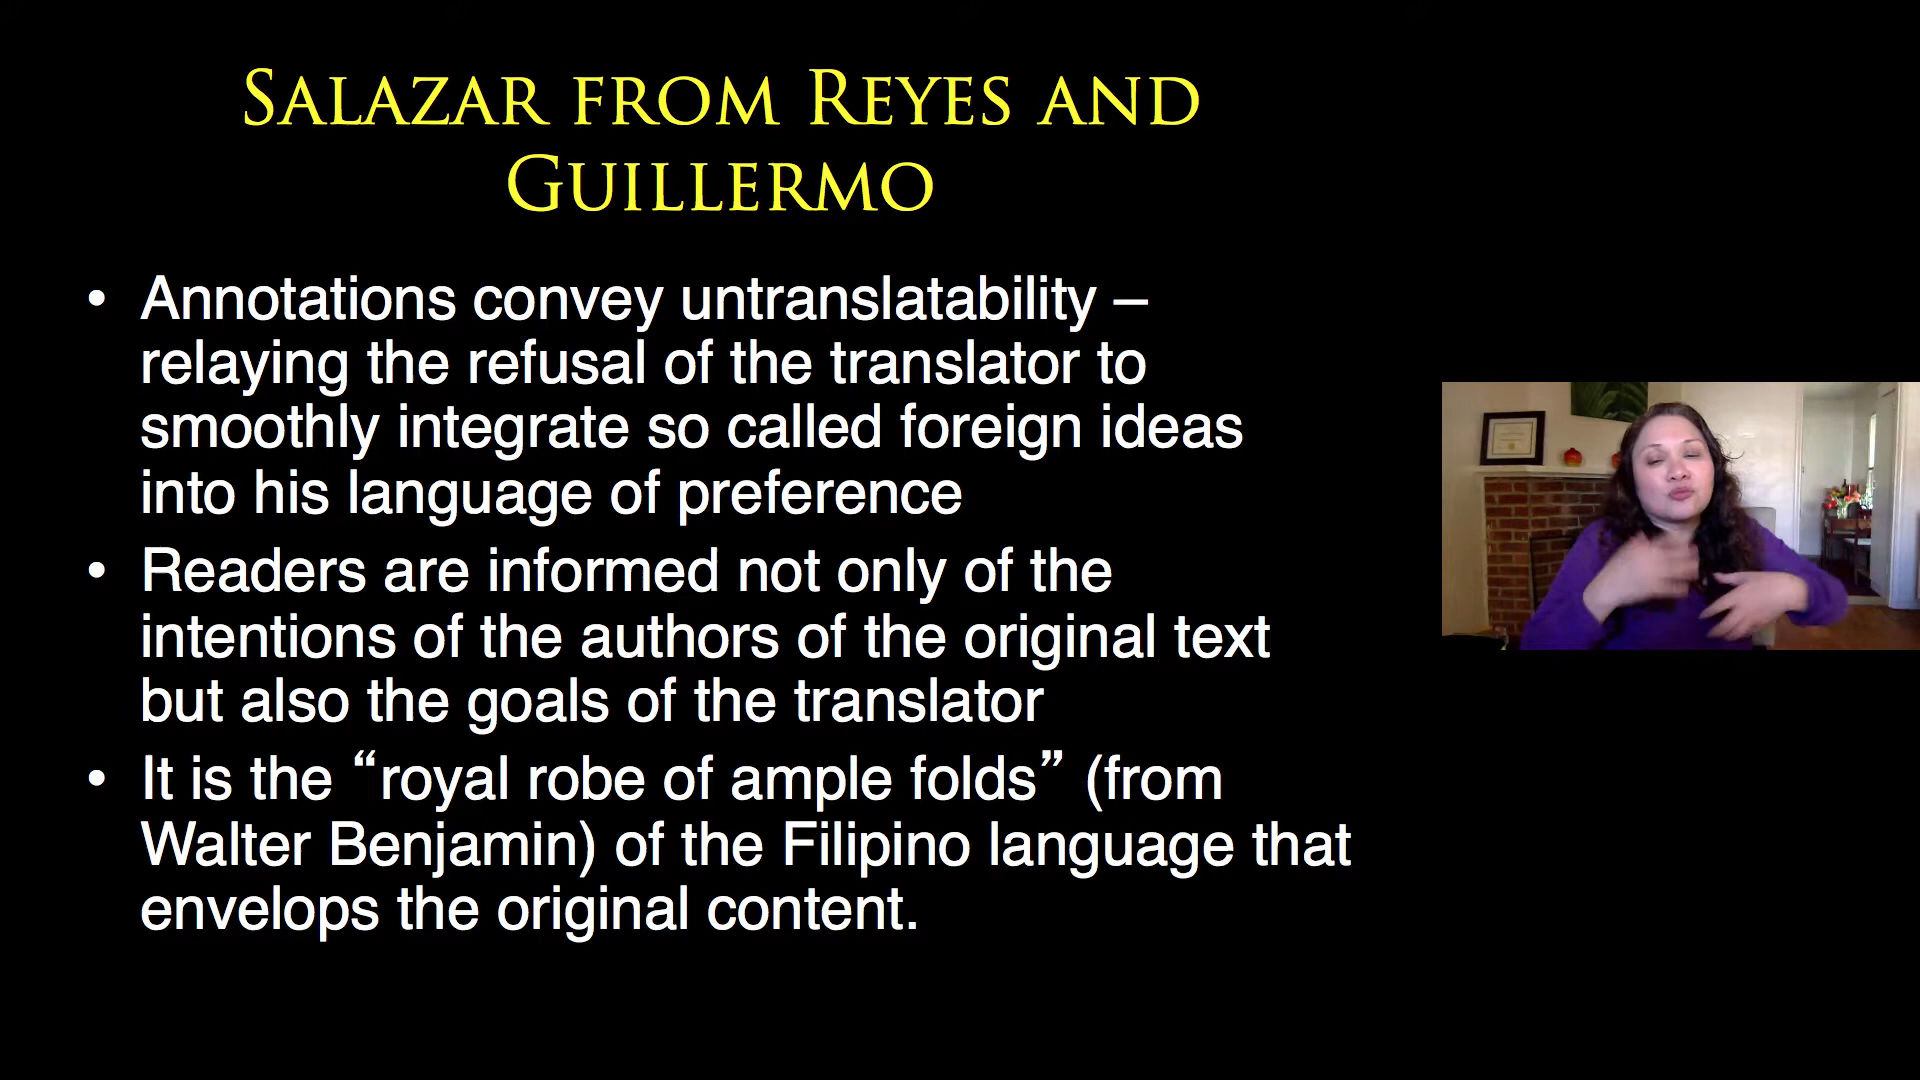 SALAZAR FROM REYES AND
GUILLERMO
• Annotations convey untranslatability –
relaying the refusal of the translator to
smoothly integrate so called foreign ideas
into his language of preference
• Readers are informed not only of the
intentions of the authors of the original text
but also the goals of the translator
• It is the “royal robe of ample folds” (from
Walter Benjamin) of the Filipino language that
envelops the original content.